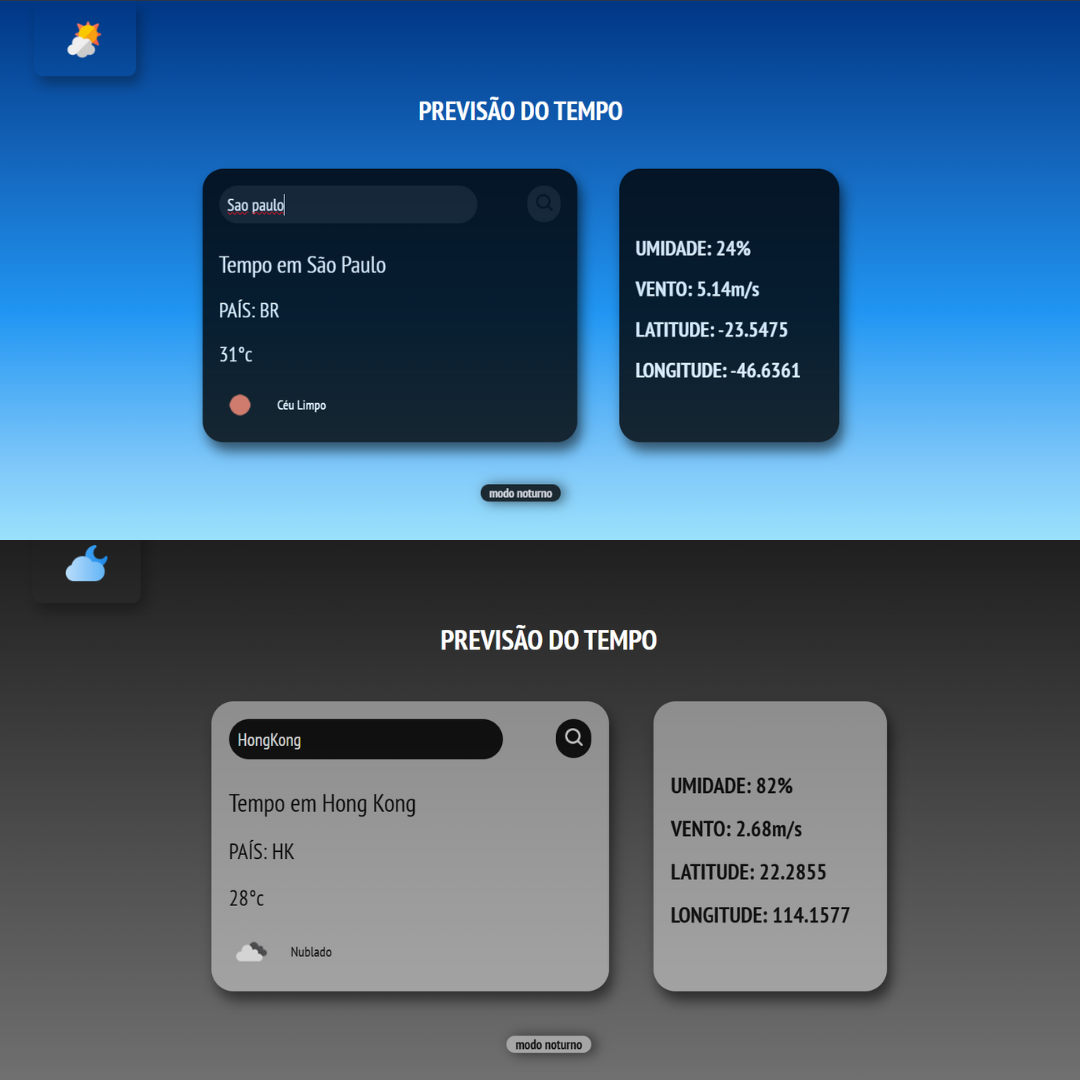 PREVISÃO DO TEMPO
Sao paulo
Tempo em São Paulo
PAÍS: BR
31°c
Céu Limpo
UMIDADE: 24%
VENTO: 5.14m/s
LATITUDE: -23.5475
LONGITUDE: -46.6361
modo noturno
PREVISÃO DO TEMPO
HongKong
Tempo em Hong Kong
PAÍS: HK
28°c
Nublado
UMIDADE: 82%
VENTO: 2.68m/s
LATITUDE: 22.2855
LONGITUDE: 114.1577
modo noturno